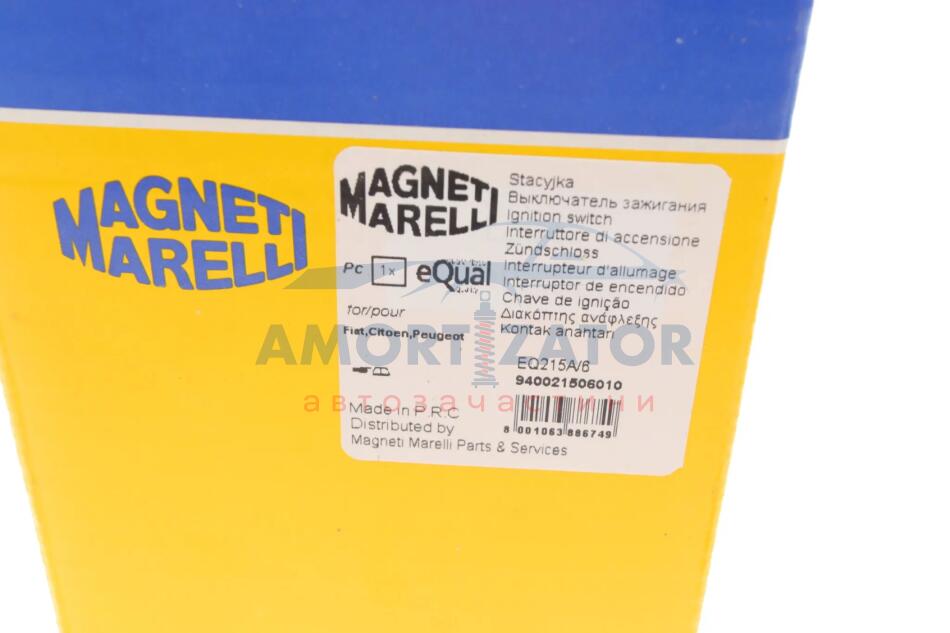 MAGNETI
MARELLI
MAGNETI
MARELLI
Pc 1x eQual
for/pour
Fiat,Citoen,Peugeot
Made In P.R.C
Distributed by
Magneti Marelli Parts & Services
Stacyjka
Выключатель зажигания
Ignition switch
Interruttore di accensione
Zündschloss
Interrupteur d'allumage
Interruptor de encendido
Chave de ignição
Διακόπτης ανάφλεξης
Kontak anahtarı
EQ215A/6
940021506010
8 001063 886749
AMORTIZATOR
автозачастини